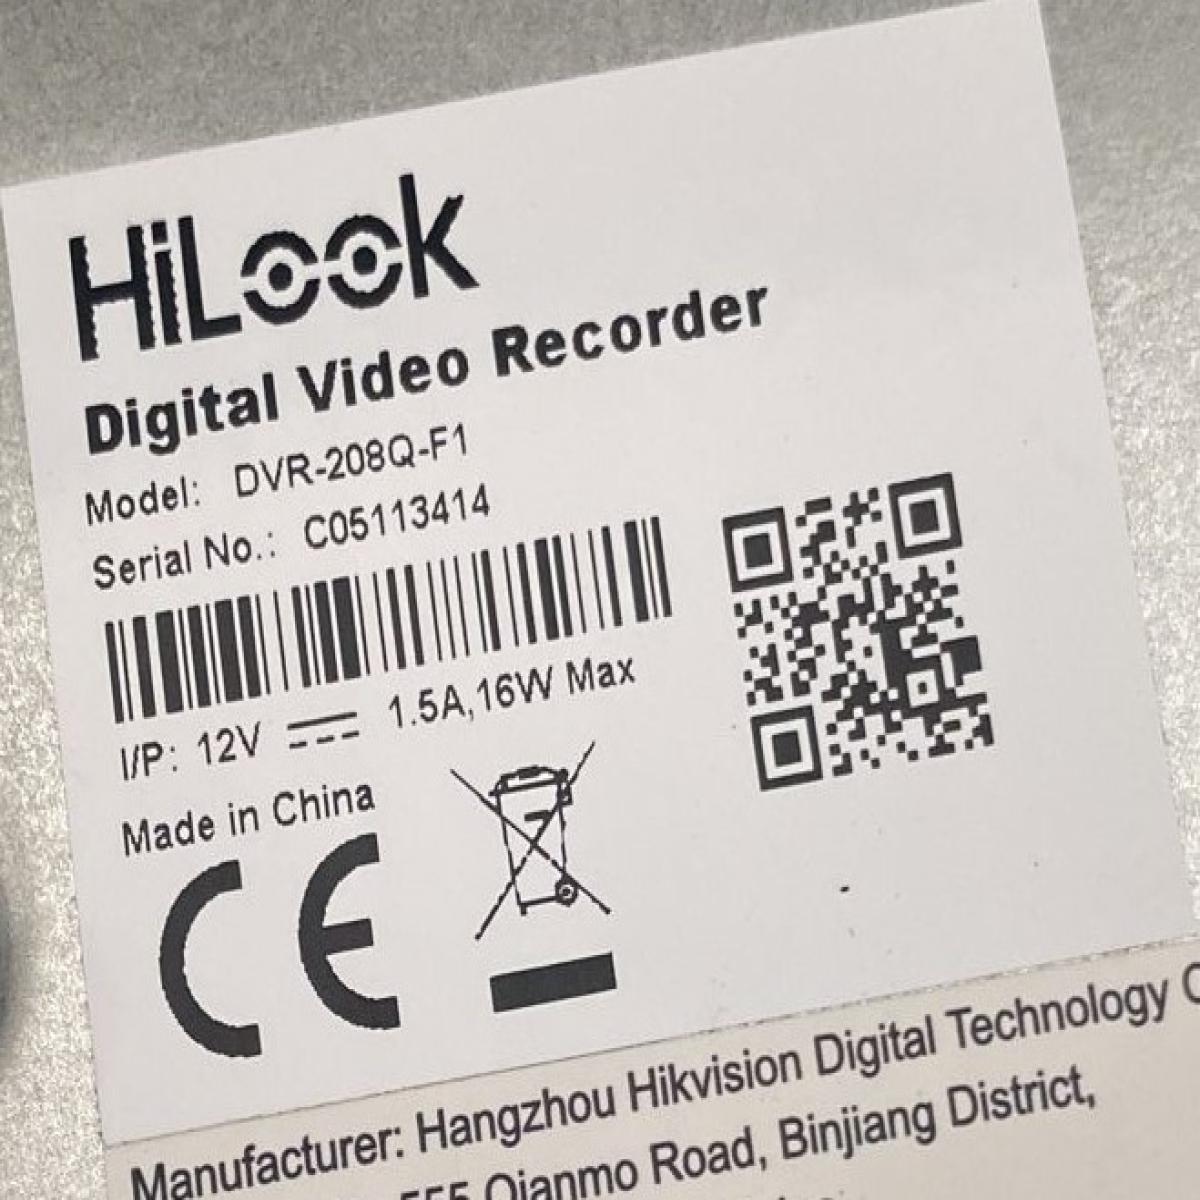 HiLook
Digital Video Recorder
Model: DVR-208Q-F1
Serial No.: C05113414
I/P: 12V 1.5A,16W Max
Made in China
CE
Manufacturer: Hangzhou Hikvision Digital Technology
555 Qianmo Road, Binjiang District,